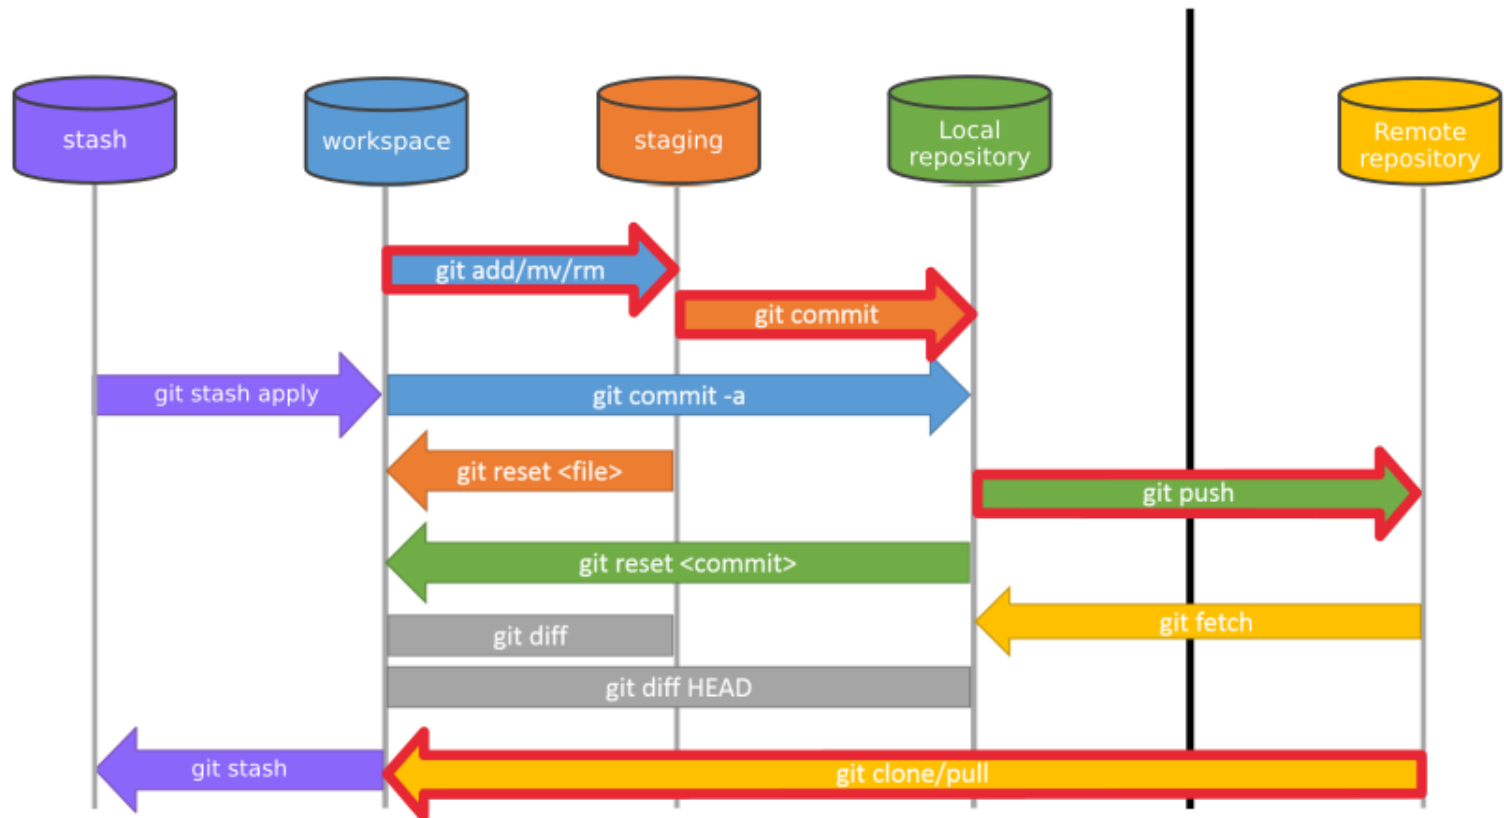 stash
workspace
staging
Local
repository
Remote
repository
git add/mv/rm
git commit
git stash apply
git commit -a
git reset <file>
git push
git reset <commit>
git fetch
git diff
git diff HEAD
git stash
git clone/pull